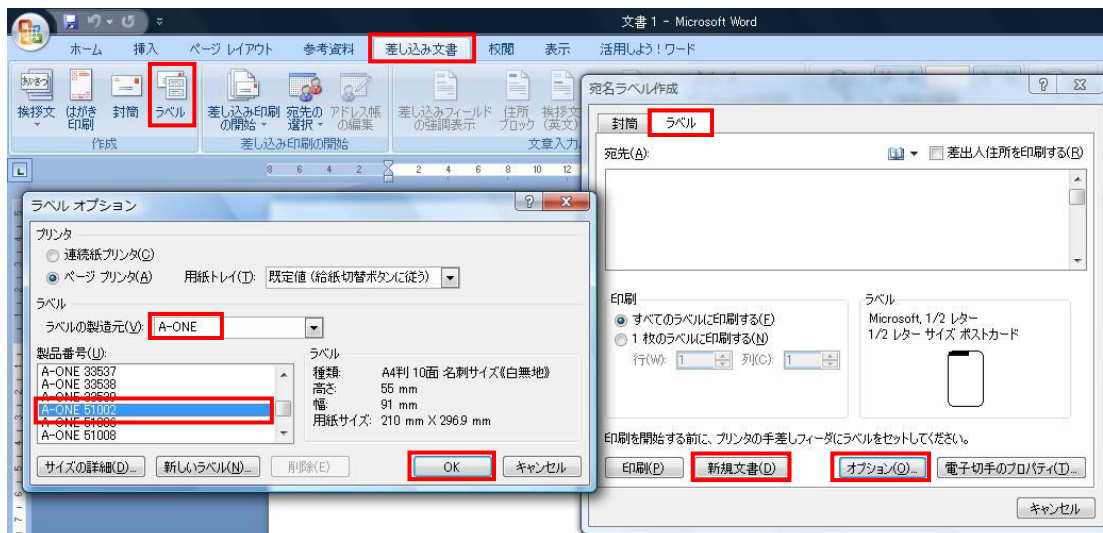 文書 1 - Microsoft Word
ホーム 挿入 ページ レイアウト 参考資料 差し込み文書 校閲 表示 活用しよう！ワード
あいさつ
挨拶文 はがき印刷 封筒 ラベル 差し込み印刷の開始 宛先の選択 アドレス帳の編集 差し込みフィールドの強調表示 住所ブロック 挨拶文(英文)
作成 差し込み印刷の開始 文章入力
8 6 4 2 2 4 6 8 10 12
宛名ラベル作成
封筒 ラベル
宛先(A): 差出人住所を印刷する(R)
印刷
すべてのラベルに印刷する(F)
1 枚のラベルに印刷する(N)
行(W): 1 列(C): 1
ラベル
Microsoft, 1/2 レター
1/2 レター サイズ ポストカード
印刷を開始する前に、プリンタの手差しフィーダにラベルをセットしてください。
印刷(P) 新規文書(D) オプション(O)... 電子切手のプロパティ(T)...
キャンセル
ラベル オプション
プリンタ
連続紙プリンタ(C)
ページ プリンタ(A) 用紙トレイ(T): 既定値 (給紙切替ボタンに従う)
ラベル
ラベルの製造元(V): A-ONE
製品番号(U):
A-ONE 33537
A-ONE 33538
A-ONE 51002
A-ONE 51008
ラベル
種類: A4判 10面 名刺サイズ《白無地》
高さ: 55 mm
幅: 91 mm
用紙サイズ: 210 mm X 296.9 mm
サイズの詳細(D)... 新しいラベル(N)... 削除(E) OK キャンセル